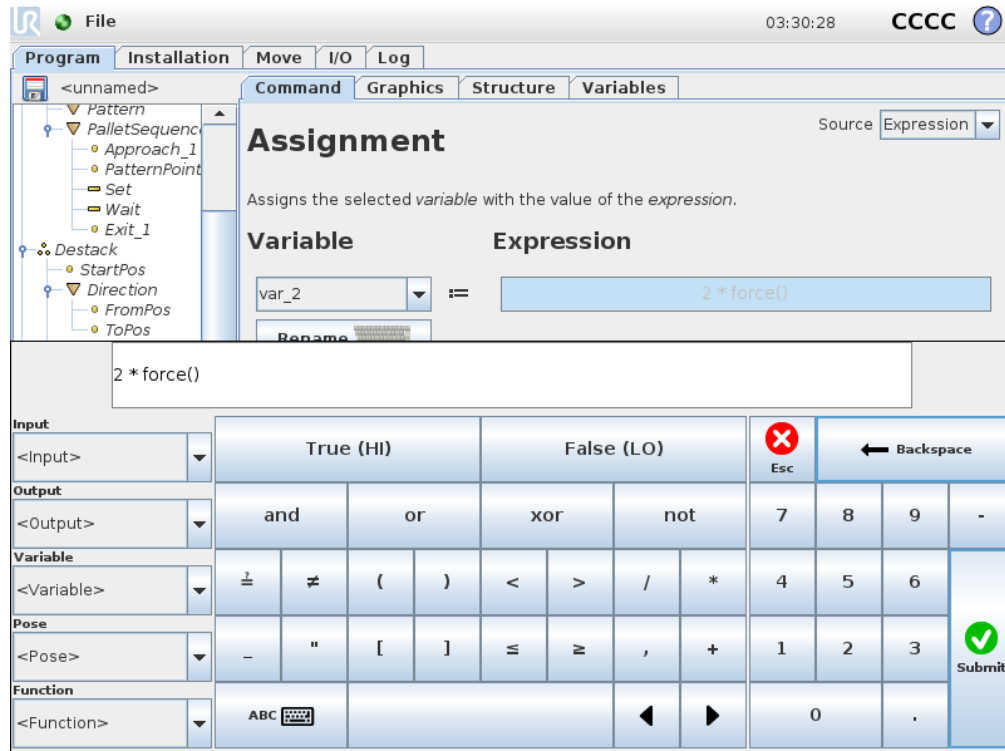 UR File 03:30:28 CCCC ?
Program Installation Move I/O Log
<unnamed> Command Graphics Structure Variables
Pattern
PalletSequenc
Approach_1
PatternPoint
Set
Wait
Exit_1
Destack
StartPos
Direction
FromPos
ToPos
Assignment Source Expression
Assigns the selected variable with the value of the expression.
Variable Expression
var_2 := 2 * force()
Rename
2 * force()
Input
<Input> True (HI) False (LO) Esc Backspace
Output
<Output> and or xor not 7 8 9 -
Variable
<Variable> ≟ ≠ ( ) < > / * 4 5 6
Pose
<Pose> _ " [ ] ≤ ≥ , + 1 2 3 Submit
Function
<Function> ABC 0 .